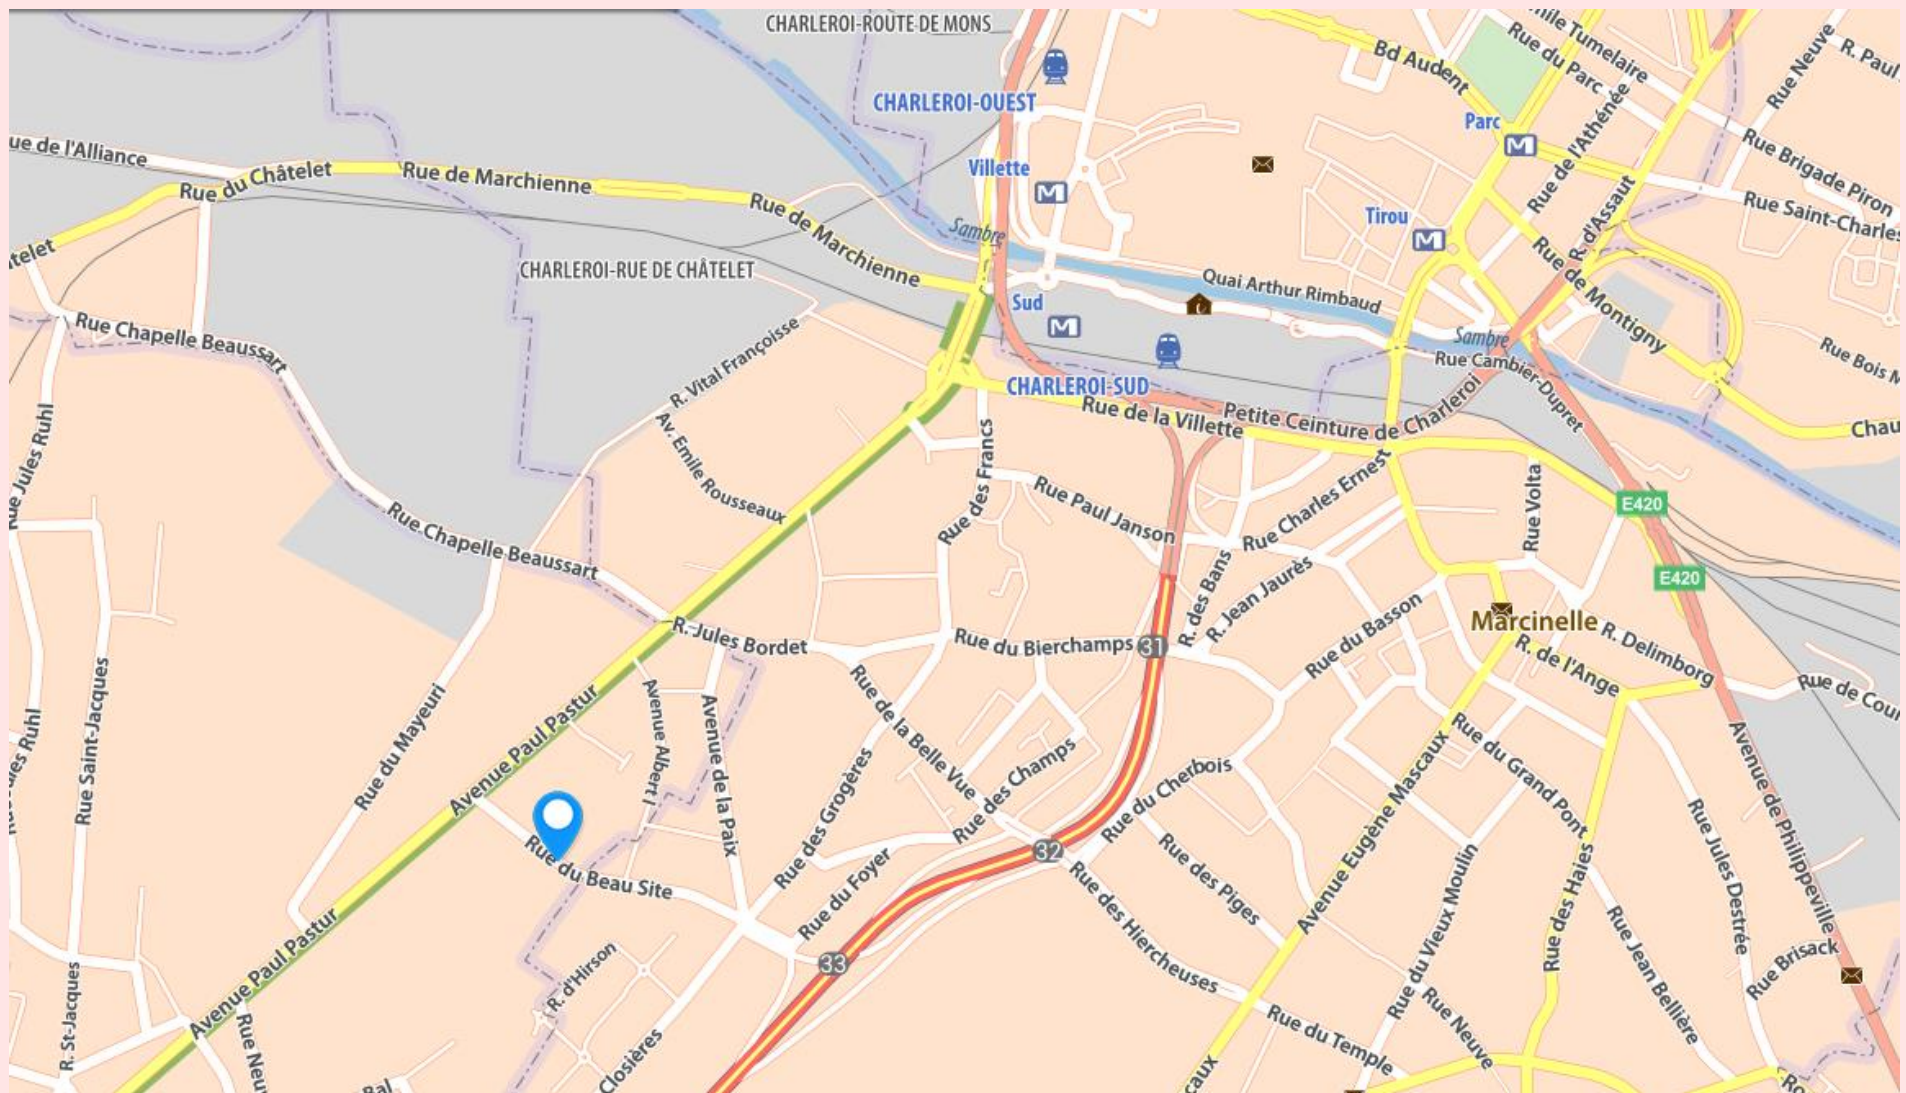 CHARLEROI-ROUTE DE MONS
Bd Audent
Rue du Parc
Rue Neuve
R. Paul
CHARLEROI-OUEST
Parc
M
Rue de l'Athénée
Rue Brigade Piron
ue de l'Alliance
Rue du Châtelet
Rue de Marchienne
Villette
M
Rue Saint-Charles
Rue de Marchienne
Sambre
Tirou
M
R. d'Assaut
telet
CHARLEROI-RUE DE CHÂTELET
Quai Arthur Rimbaud
Rue de Montigny
Sud
M
Rue Chapelle Beaussart
R. Vital Françoisse
Sambre
Rue Cambier-Dupret
Rue Bois M
CHARLEROI-SUD
Rue de la Villette
Petite Ceinture de Charleroi
Chau
Av. Emile Rousseaux
Rue des Francs
Rue Jules Ruhl
Rue Paul Janson
Rue Charles Ernest
Rue Volta
E420
Rue Chapelle Beaussart
E420
R. des Bans
R. Jean Jaurès
Rue du Basson
Marcinelle
R. Delimborg
R. Jules Bordet
Rue du Bierchamps
31
R. de l'Ange
Rue de Cour
Rue Saint-Jacques
Rue du Mayeuri
Avenue Paul Pastur
Avenue Albert I
Avenue de la Paix
Rue de la Belle Vue
Rue des Champs
Rue du Cherbois
Avenue Eugène Mascaux
Rue du Grand Pont
Avenue de Philippeville
les Ruhl
Rue des Grogères
Rue du Beau Site
Rue du Foyer
32
Rue des Hiercheuses
Rue des Piges
Rue du Vieux Moulin
Rue des Haies
Rue Jules Destrée
Rue Jean Bellière
Rue Brisack
Avenue Paul Pastur
33
R. d'Hirson
R. St-Jacques
Rue Neu
Closières
Bal
caux
Rue du Temple
Rue Neuve
Ro